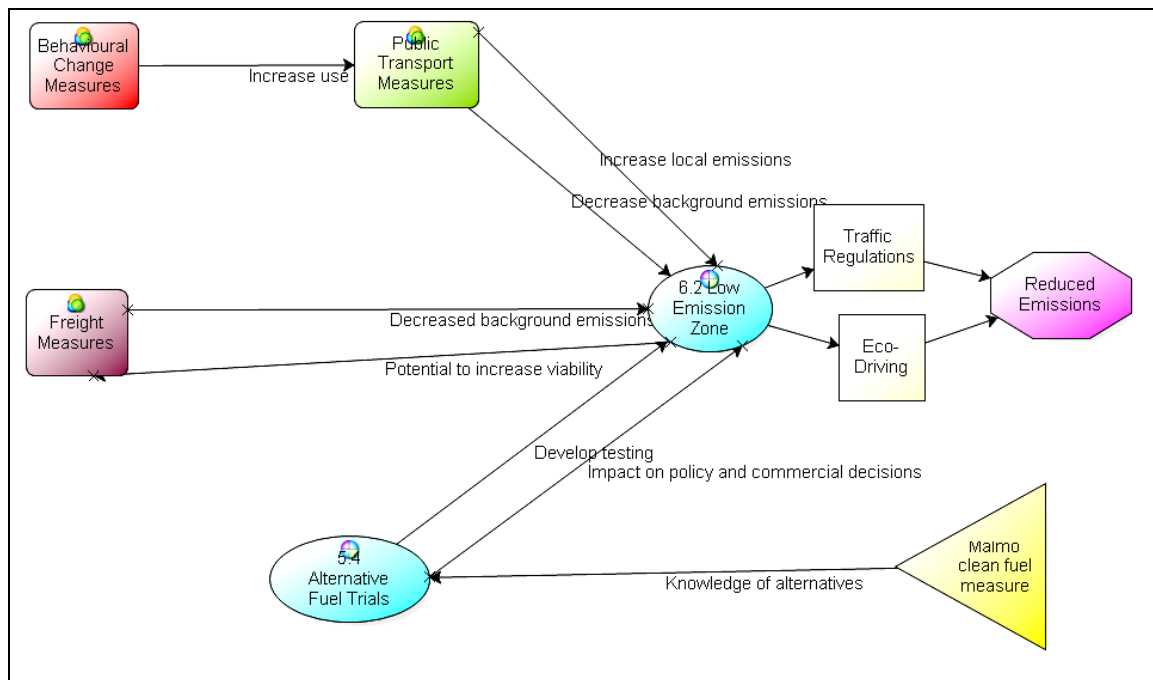 Behavioural
Change
Measures
Increase use
Public
Transport
Measures
Increase local emissions
Decrease background emissions
Traffic
Regulations
Reduced
Emissions
6.2 Low
Emission
Zone
Freight
Measures
Decreased background emissions
Eco-
Driving
Potential to increase viability
Develop testing
Impact on policy and commercial decisions
5.4
Alternative
Fuel Trials
Knowledge of alternatives
Malmo
clean fuel
measure